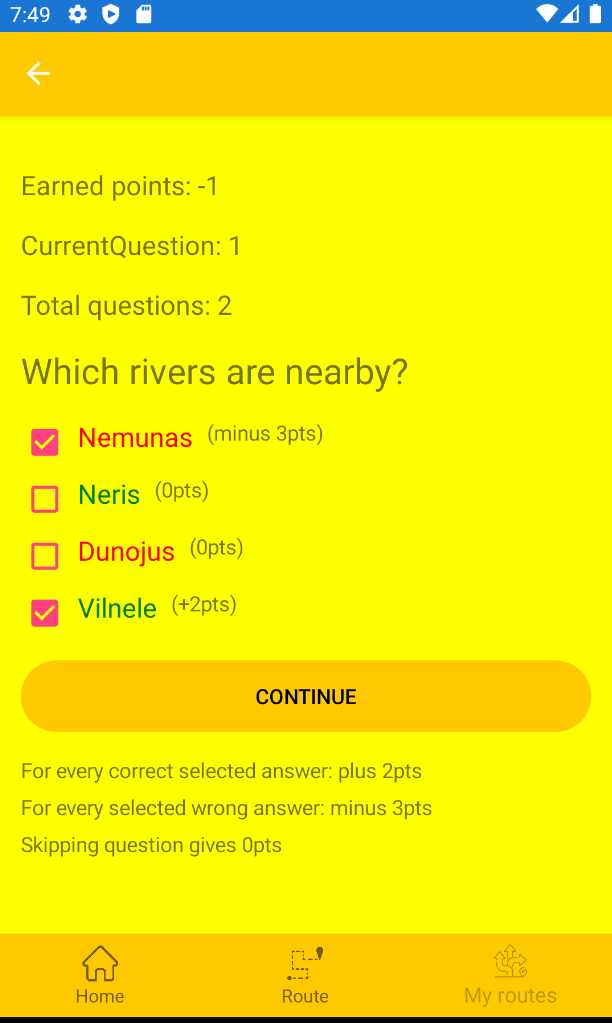 7:49
Earned points: -1
CurrentQuestion: 1
Total questions: 2
Which rivers are nearby?
Nemunas (minus 3pts)
Neris (0pts)
Dunojus (0pts)
Vilnele (+2pts)
CONTINUE
For every correct selected answer: plus 2pts
For every selected wrong answer: minus 3pts
Skipping question gives 0pts
Home Route My routes